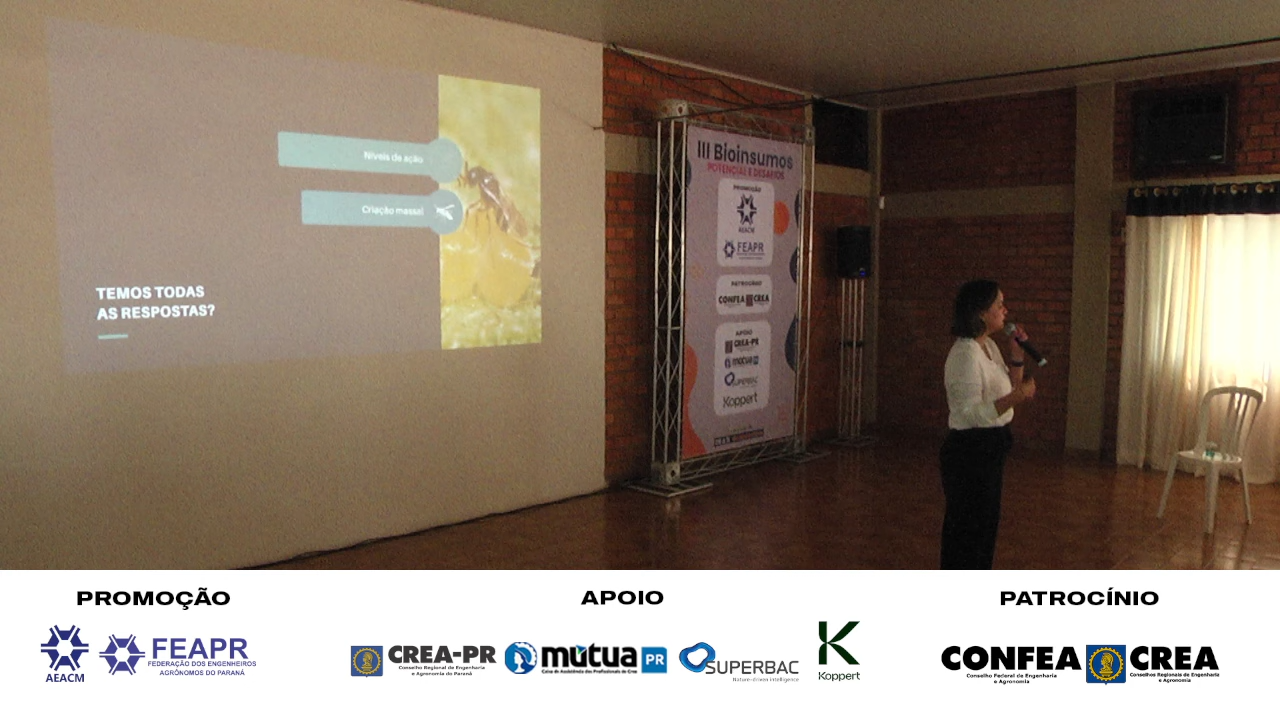 Níveis de ação
Criação massal
TEMOS TODAS
AS RESPOSTAS?
III Bioinsumos
POTENCIAL E DESAFIOS
PROMOÇÃO
AEACM
FEAPR
PATROCÍNIO
CONFEA CREA
APOIO
CREA-PR
mútua PR
SUPERBAC
Koppert
PROMOÇÃO
AEACM
FEAPR
FEDERAÇÃO DOS ENGENHEIROS
AGRÔNOMOS DO PARANÁ
APOIO
CREA-PR
Conselho Regional de Engenharia
e Agronomia do Paraná
mútua PR
Caixa de Assistência dos Profissionais do Crea
SUPERBAC
Nature-driven intelligence
Koppert
PATROCÍNIO
CONFEA
Conselho Federal de Engenharia
e Agronomia
CREA
Conselhos Regionais de Engenharia
e Agronomia